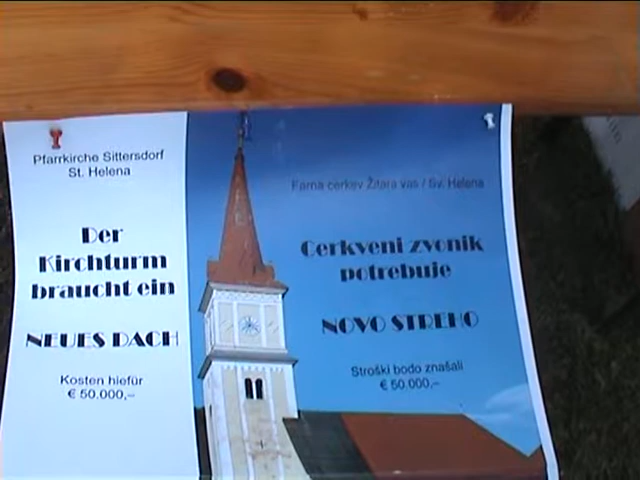 Pfarrkirche Sittersdorf
St. Helena
Der
Kirchturm
braucht ein
NEUES DACH
Kosten hiefür
€ 50.000,–
Farna cerkev Žitara vas / Sv. Helena
Cerkveni zvonik
potrebuje
NOVO STREHO
Stroški bodo znašali
€ 50.000,–